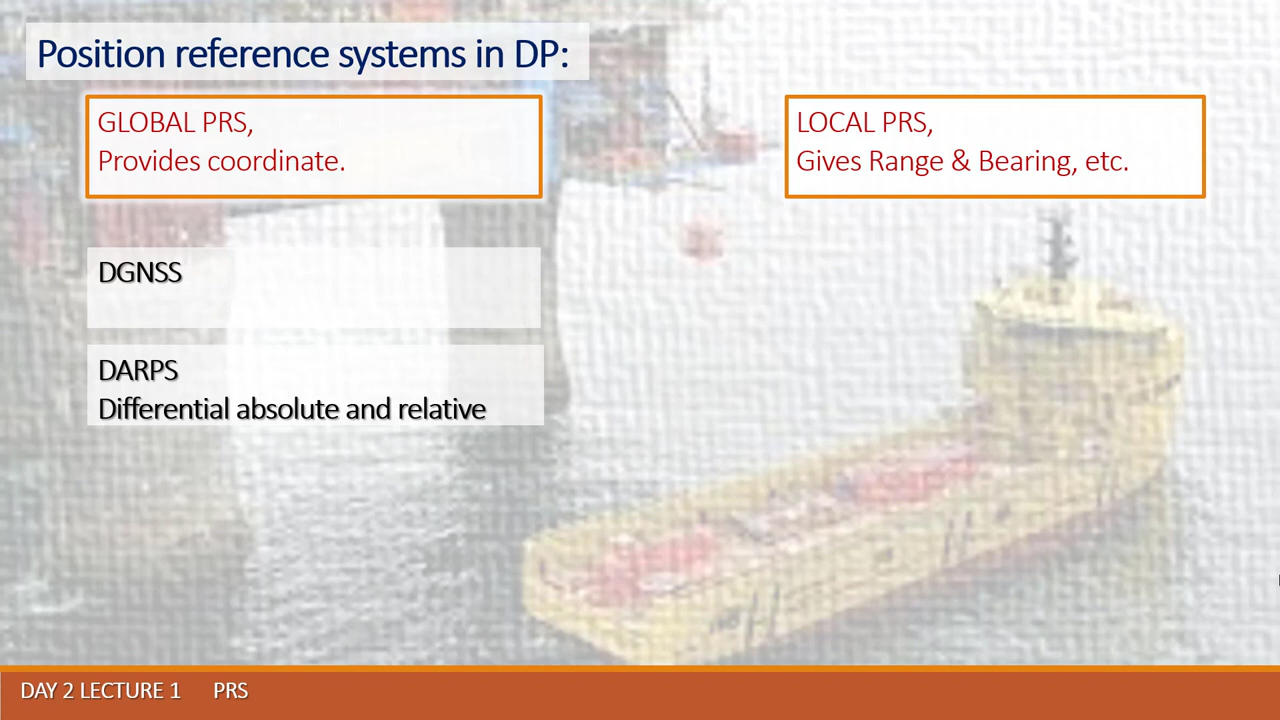 Position reference systems in DP:
GLOBAL PRS,
Provides coordinate.
LOCAL PRS,
Gives Range & Bearing, etc.
DGNSS
DARPS
Differential absolute and relative
DAY 2 LECTURE 1 PRS